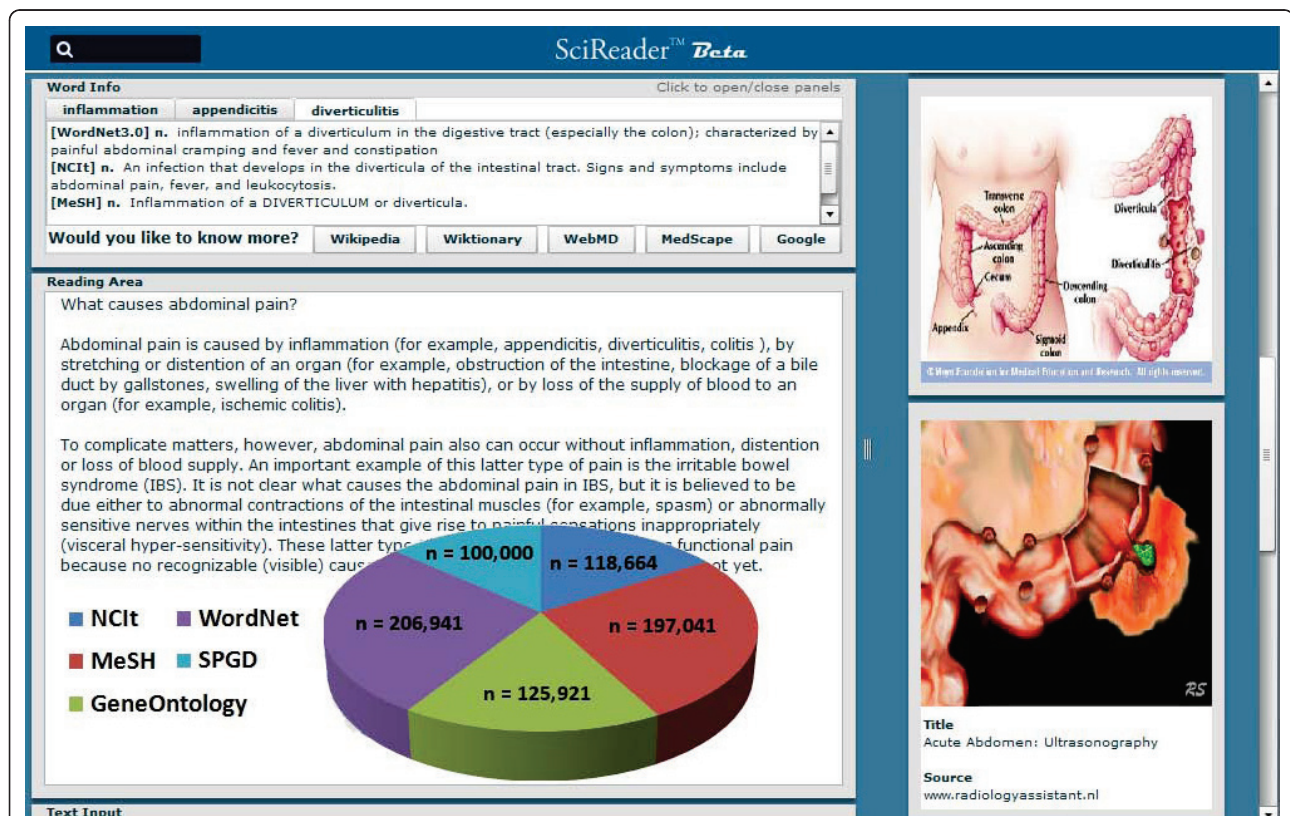 SciReader™ Beta
Word Info
Click to open/close panels
inflammation appendicitis diverticulitis
[WordNet3.0] n. inflammation of a diverticulum in the digestive tract (especially the colon); characterized by
painful abdominal cramping and fever and constipation
[NCIt] n. An infection that develops in the diverticula of the intestinal tract. Signs and symptoms include
abdominal pain, fever, and leukocytosis.
[MeSH] n. Inflammation of a DIVERTICULUM or diverticula.
Would you like to know more? Wikipedia Wiktionary WebMD MedScape Google
Reading Area
What causes abdominal pain?
Abdominal pain is caused by inflammation (for example, appendicitis, diverticulitis, colitis ), by
stretching or distention of an organ (for example, obstruction of the intestine, blockage of a bile
duct by gallstones, swelling of the liver with hepatitis), or by loss of the supply of blood to an
organ (for example, ischemic colitis).
To complicate matters, however, abdominal pain also can occur without inflammation, distention
or loss of blood supply. An important example of this latter type of pain is the irritable bowel
syndrome (IBS). It is not clear what causes the abdominal pain in IBS, but it is believed to be
due either to abnormal contractions of the intestinal muscles (for example, spasm) or abnormally
sensitive nerves within the intestines that give rise to painful sensations inappropriately
(visceral hyper-sensitivity). These latter functional pain
because no recognizable (visible) yet.
n = 100,000
n = 118,664
n = 206,941
n = 197,041
n = 125,921
NCIt WordNet
MeSH SPGD
GeneOntology
Text Input
Transverse
colon
Ascending
colon
Cecum
Descending
colon
Appendix
Sigmoid
colon
Diverticula
Diverticulitis
© Mayo Foundation for Medical Education and Research. All rights reserved.
RS
Title
Acute Abdomen: Ultrasonography
Source
www.radiologyassistant.nl